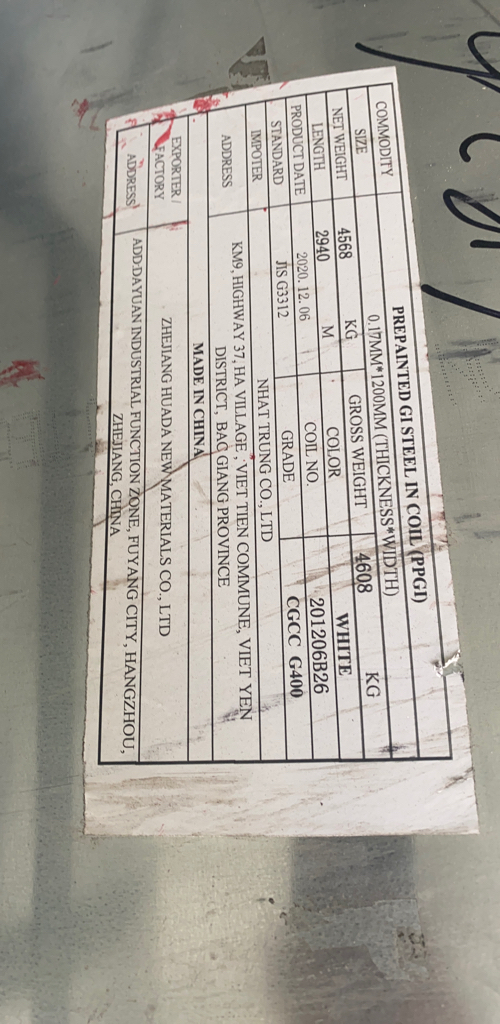 COMMODITY PREPAINTED GI STEEL IN COIL (PPGI)
SIZE 0.17MM*1200MM (THICKNESS*WIDTH)
NET WEIGHT 4568 KG GROSS WEIGHT 4608 KG
LENGTH 2940 M COLOR WHITE
PRODUCT DATE 2020. 12. 06 COIL NO. 201206B26
STANDARD JIS G3312 GRADE CGCC G400
IMPOTER NHAT TRUNG CO., LTD
ADDRESS KM9, HIGHWAY 37, HA VILLAGE , VIET TIEN COMMUNE, VIET YEN
DISTRICT, BAC GIANG PROVINCE
MADE IN CHINA
EXPORTER /
FACTORY ZHEJIANG HUADA NEW MATERIALS CO., LTD
ADDRESS ADD:DAYUAN INDUSTRIAL FUNCTION ZONE, FUYANG CITY, HANGZHOU,
ZHEJIANG, CHINA